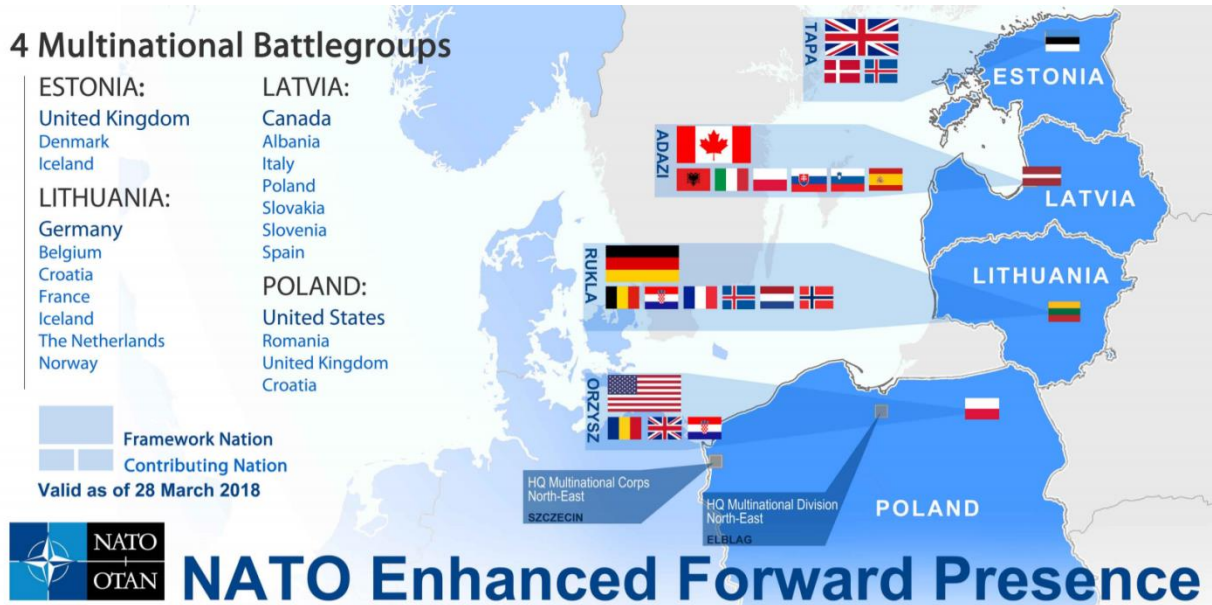 4 Multinational Battlegroups
ESTONIA:
United Kingdom
Denmark
Iceland
LITHUANIA:
Germany
Belgium
Croatia
France
Iceland
The Netherlands
Norway
LATVIA:
Canada
Albania
Italy
Poland
Slovakia
Slovenia
Spain
POLAND:
United States
Romania
United Kingdom
Croatia
Framework Nation
Contributing Nation
Valid as of 28 March 2018
TAPA
ESTONIA
ADAZI
LATVIA
RUKLA
LITHUANIA
ORZYSZ
HQ Multinational Corps
North-East
SZCZECIN
HQ Multinational Division
North-East
ELBLAG
POLAND
NATO
OTAN
NATO Enhanced Forward Presence